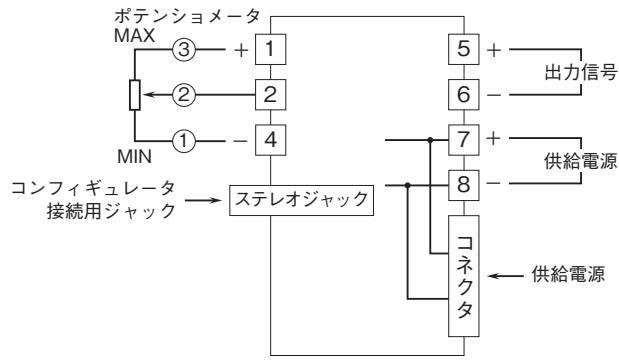 ポテンショメータ
MAX
③ + 1
② 2
① − 4
MIN
5 +
出力信号
6 −
7 +
供給電源
8 −
コンフィギュレータ
接続用ジャック
ステレオジャック
コネクタ
供給電源